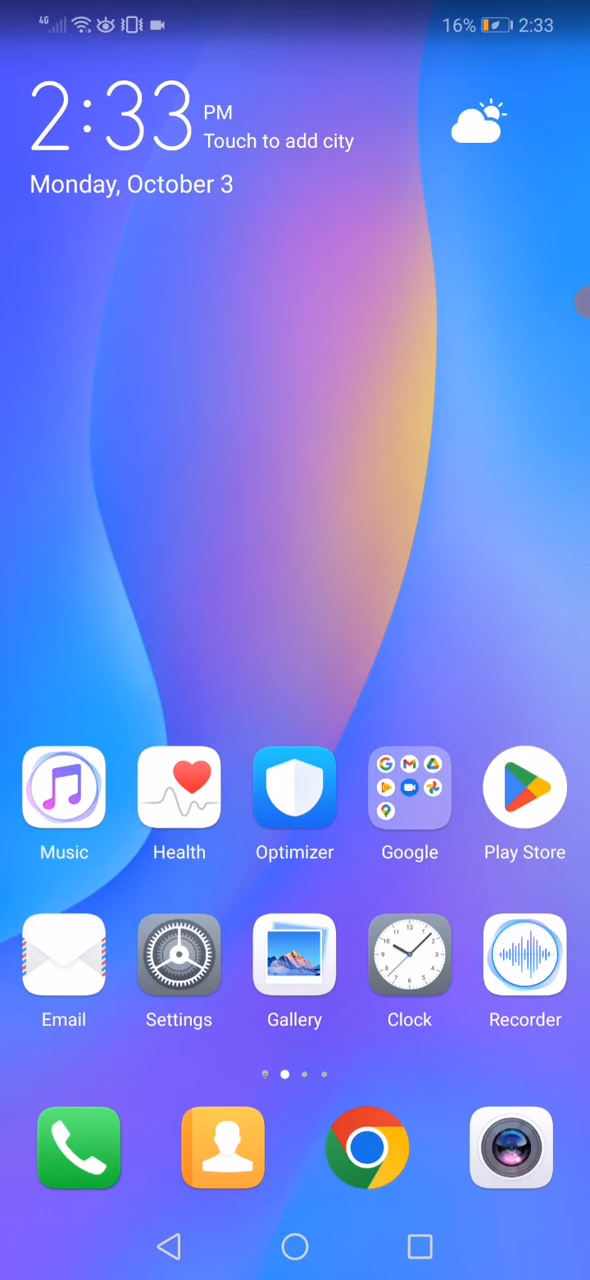 4G
16% 2:33
2:33 PM
Touch to add city
Monday, October 3
Music Health Optimizer Google Play Store
Email Settings Gallery Clock Recorder